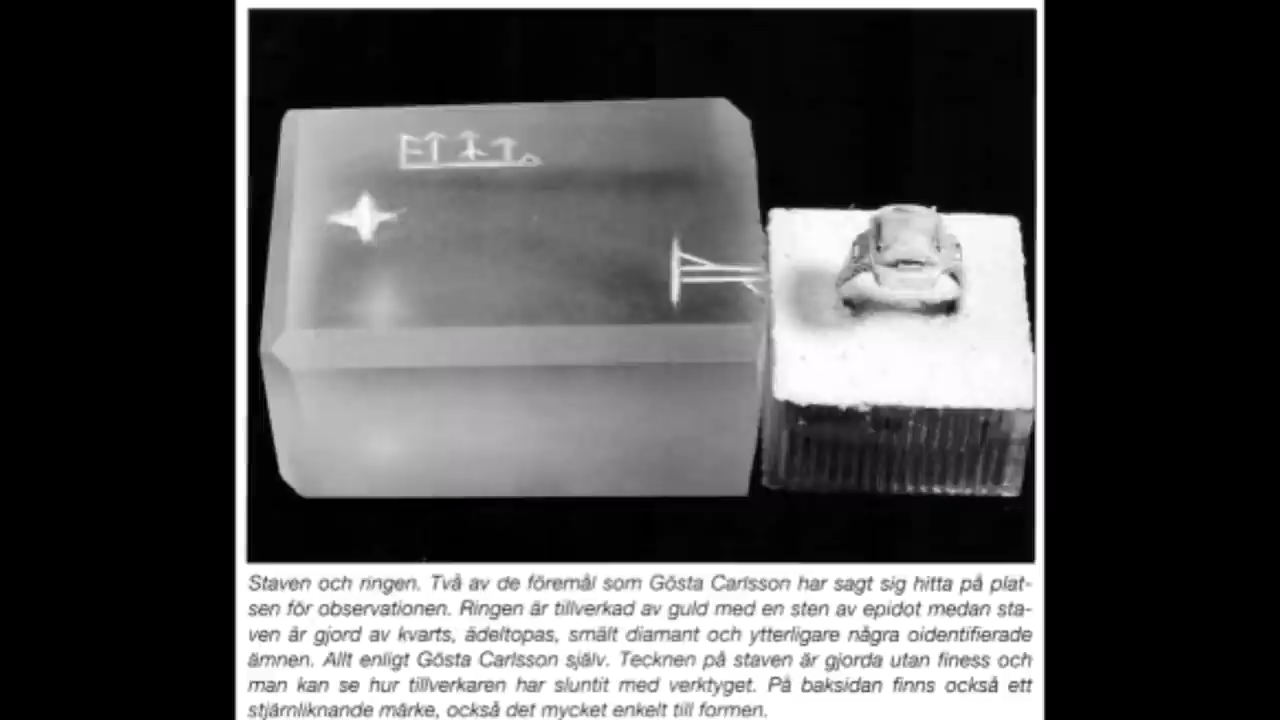 Staven och ringen. Två av de föremål som Gösta Carlsson har sagt sig hitta på plat-
sen för observationen. Ringen är tillverkad av guld med en sten av epidot medan sta-
ven är gjord av kvarts, ädeltopas, smält diamant och ytterligare några oidentifierade
ämnen. Allt enligt Gösta Carlsson själv. Tecknen på staven är gjorda utan finess och
man kan se hur tillverkaren har sluntit med verktyget. På baksidan finns också ett
stjärnliknande märke, också det mycket enkelt till formen.